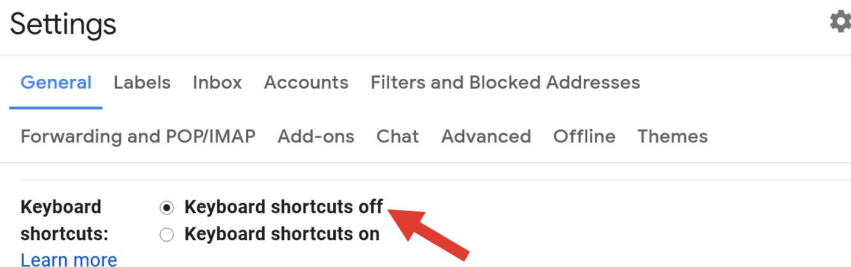 Settings
General Labels Inbox Accounts Filters and Blocked Addresses
Forwarding and POP/IMAP Add-ons Chat Advanced Offline Themes
Keyboard shortcuts:
Keyboard shortcuts off
Keyboard shortcuts on
Learn more